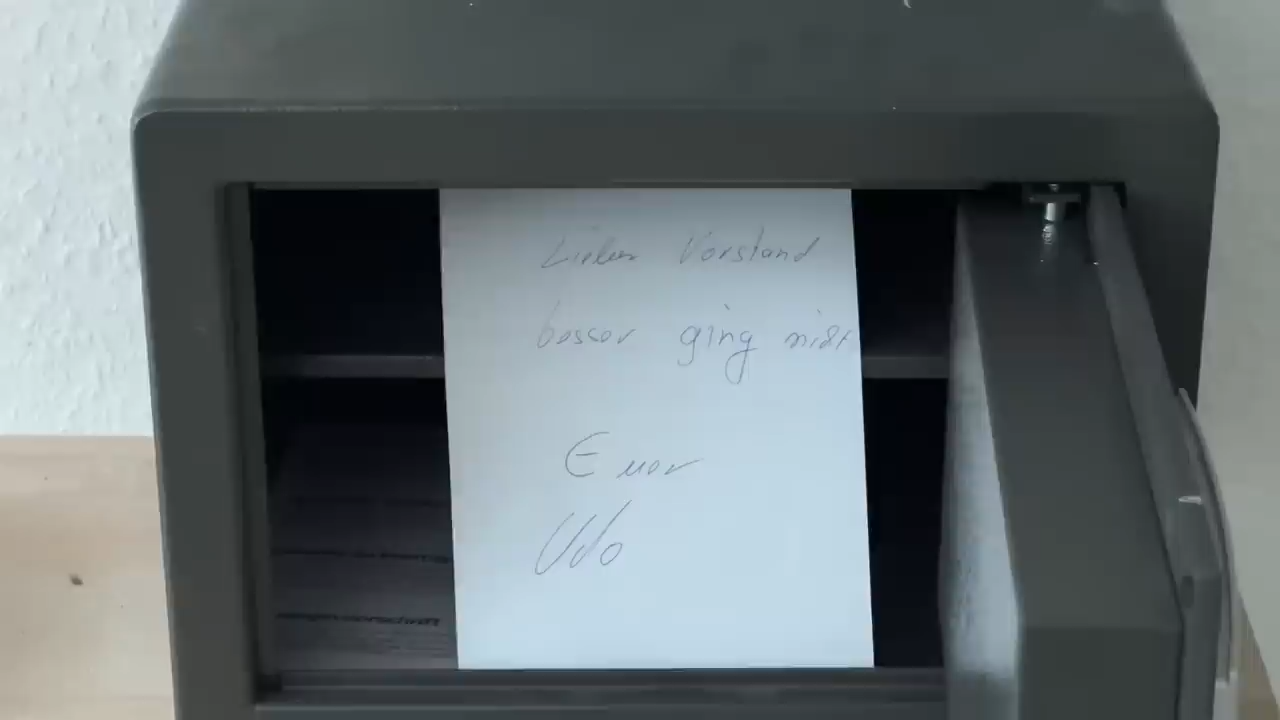 Lieber Vorstand
besser ging nicht
Euer
Udo